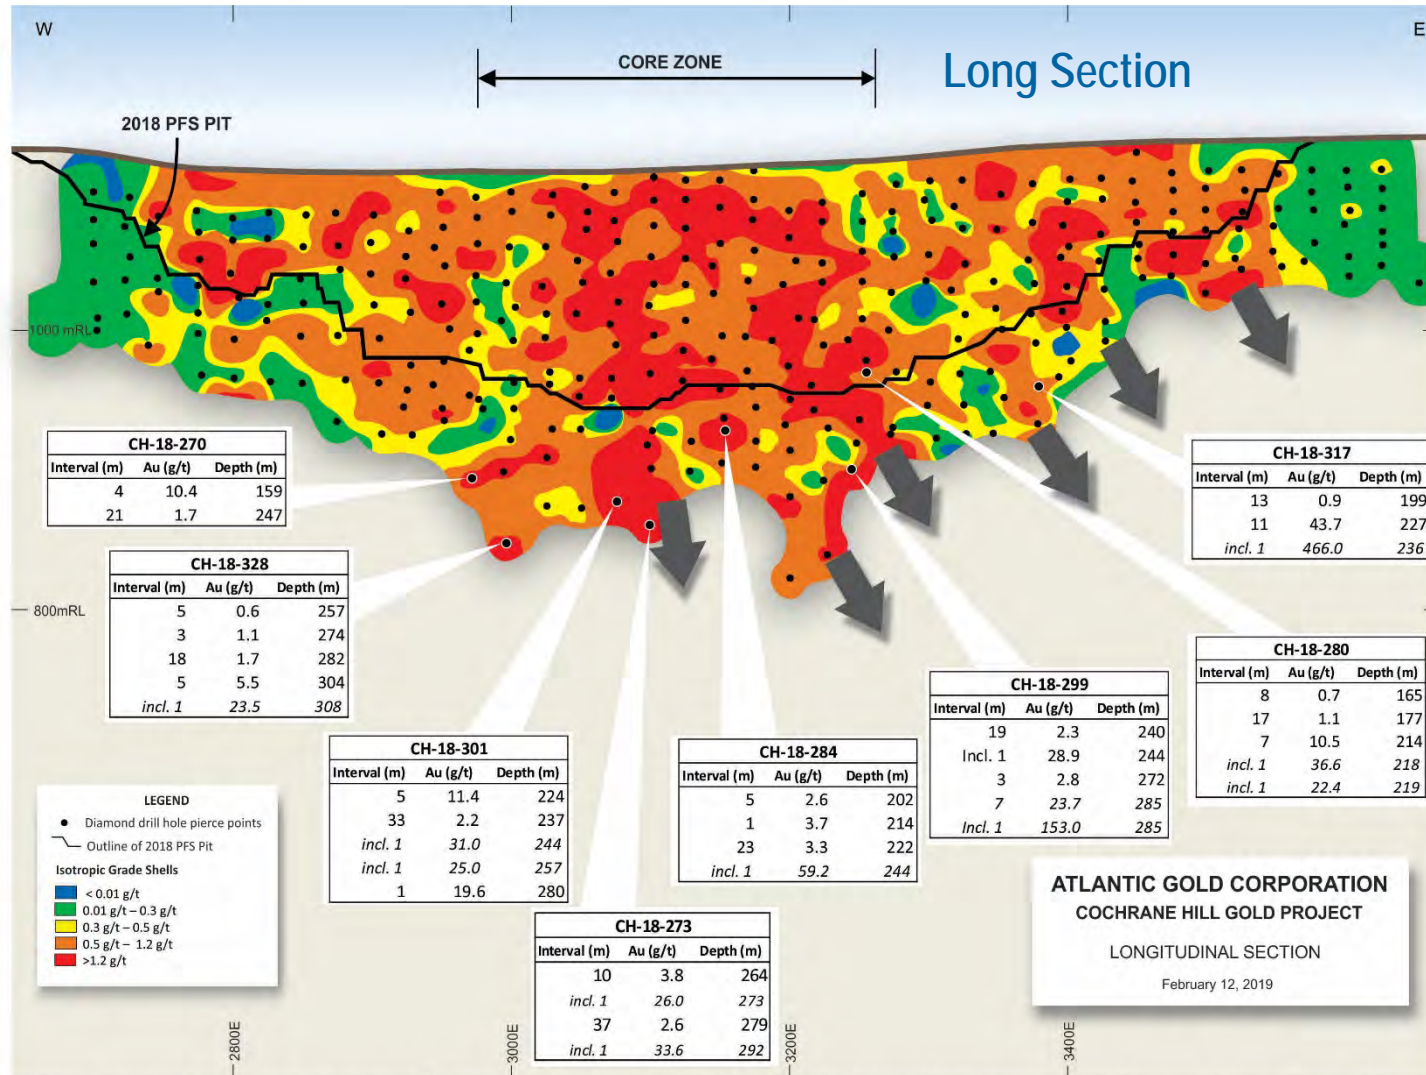 W
E
CORE ZONE
Long Section
2018 PFS PIT
1000 mRL
800mRL
CH-18-270
Interval (m) Au (g/t) Depth (m)
4 10.4 159
21 1.7 247
CH-18-328
Interval (m) Au (g/t) Depth (m)
5 0.6 257
3 1.1 274
18 1.7 282
5 5.5 304
incl. 1 23.5 308
CH-18-301
Interval (m) Au (g/t) Depth (m)
5 11.4 224
33 2.2 237
incl. 1 31.0 244
incl. 1 25.0 257
1 19.6 280
CH-18-273
Interval (m) Au (g/t) Depth (m)
10 3.8 264
incl. 1 26.0 273
37 2.6 279
incl. 1 33.6 292
CH-18-284
Interval (m) Au (g/t) Depth (m)
5 2.6 202
1 3.7 214
23 3.3 222
incl. 1 59.2 244
CH-18-299
Interval (m) Au (g/t) Depth (m)
19 2.3 240
Incl. 1 28.9 244
3 2.8 272
7 23.7 285
Incl. 1 153.0 285
CH-18-317
Interval (m) Au (g/t) Depth (m)
13 0.9 199
11 43.7 227
incl. 1 466.0 236
CH-18-280
Interval (m) Au (g/t) Depth (m)
8 0.7 165
17 1.1 177
7 10.5 214
incl. 1 36.6 218
incl. 1 22.4 219
LEGEND
Diamond drill hole pierce points
Outline of 2018 PFS Pit
Isotropic Grade Shells
< 0.01 g/t
0.01 g/t – 0.3 g/t
0.3 g/t – 0.5 g/t
0.5 g/t – 1.2 g/t
>1.2 g/t
ATLANTIC GOLD CORPORATION
COCHRANE HILL GOLD PROJECT
LONGITUDINAL SECTION
February 12, 2019
2800E
3000E
3200E
3400E